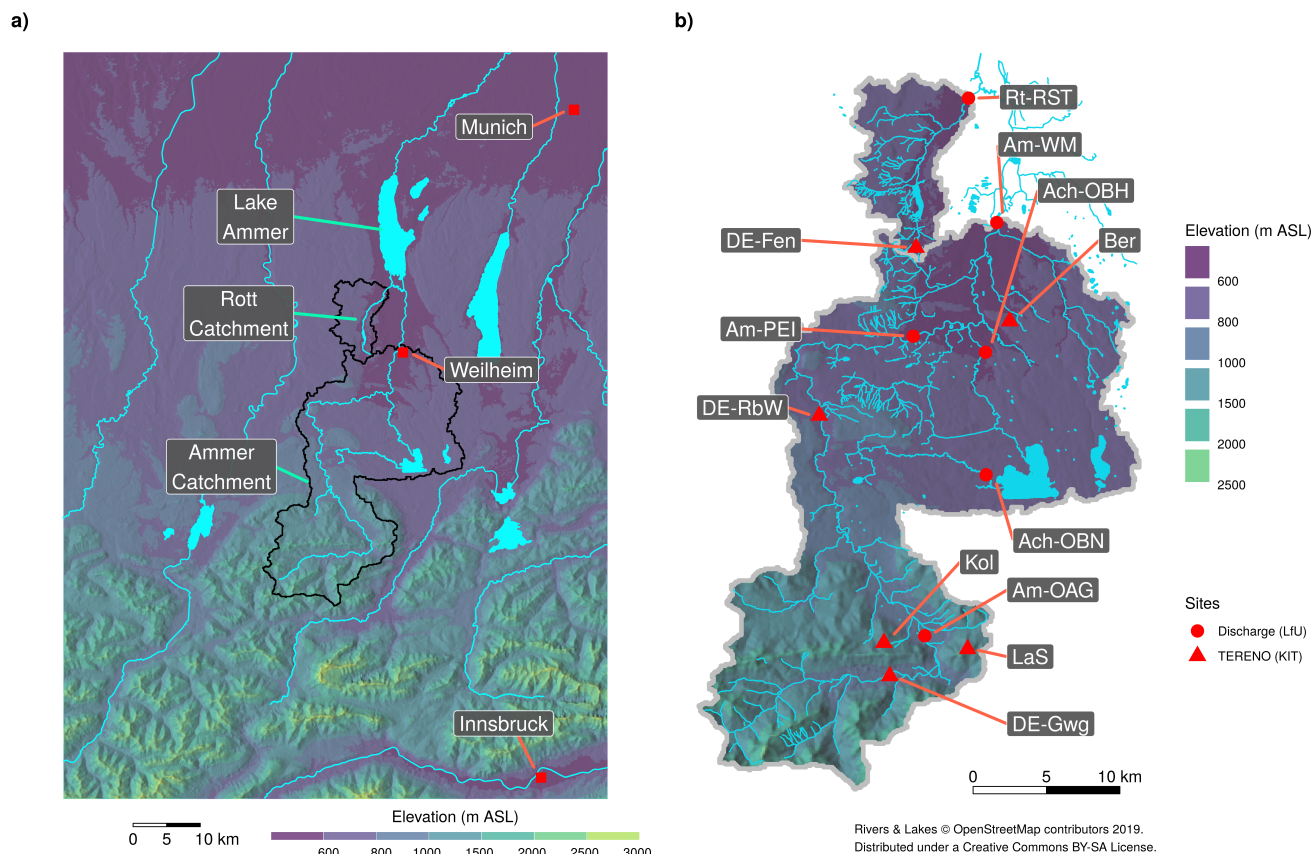 a)
Munich
Lake
Ammer
Rott
Catchment
Weilheim
Ammer
Catchment
Innsbruck
0 5 10 km
Elevation (m ASL)
600 800 1000 1500 2000 2500 3000
b)
Rt-RST
Am-WM
Ach-OBH
DE-Fen
Ber
Am-PEI
DE-RbW
Ach-OBN
Kol
Am-OAG
LaS
DE-Gwg
0 5 10 km
Elevation (m ASL)
600
800
1000
1500
2000
2500
Sites
Discharge (LfU)
TERENO (KIT)
Rivers & Lakes © OpenStreetMap contributors 2019.
Distributed under a Creative Commons BY-SA License.